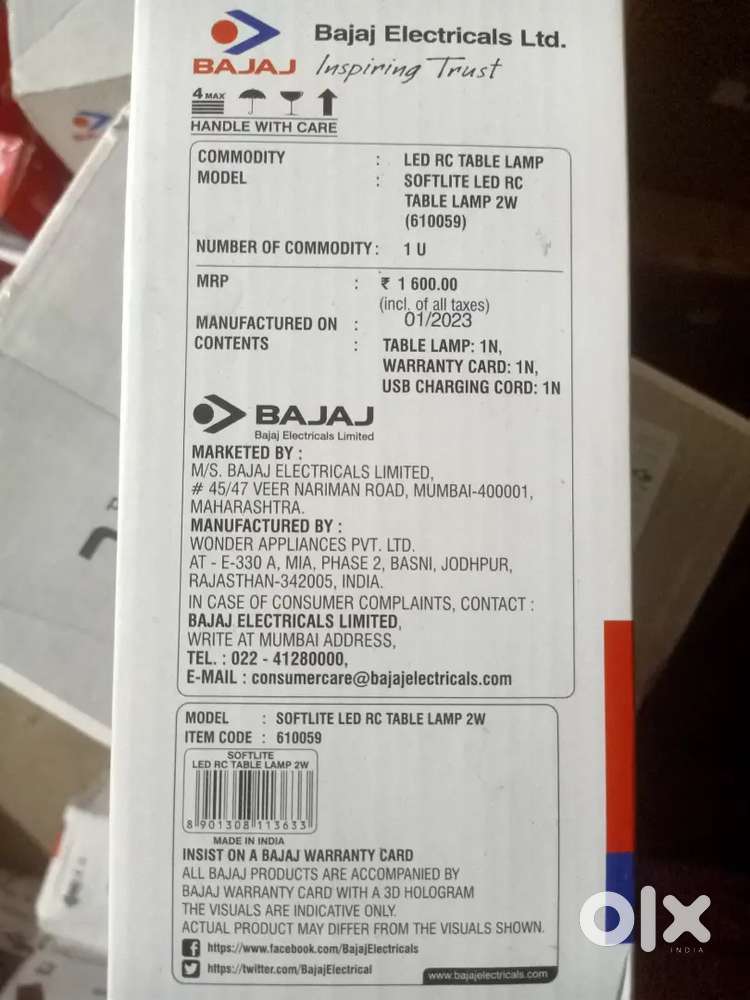 BAJAJ
Bajaj Electricals Ltd.
Inspiring Trust
4 MAX
HANDLE WITH CARE
COMMODITY : LED RC TABLE LAMP
MODEL : SOFTLITE LED RC
TABLE LAMP 2W
(610059)
NUMBER OF COMMODITY : 1 U
MRP : ₹ 1 600.00
(incl. of all taxes)
MANUFACTURED ON : 01/2023
CONTENTS : TABLE LAMP: 1N,
WARRANTY CARD: 1N,
USB CHARGING CORD: 1N
BAJAJ
Bajaj Electricals Limited
MARKETED BY :
M/S. BAJAJ ELECTRICALS LIMITED,
# 45/47 VEER NARIMAN ROAD, MUMBAI-400001,
MAHARASHTRA.
MANUFACTURED BY :
WONDER APPLIANCES PVT. LTD.
AT - E-330 A, MIA, PHASE 2, BASNI, JODHPUR,
RAJASTHAN-342005, INDIA.
IN CASE OF CONSUMER COMPLAINTS, CONTACT :
BAJAJ ELECTRICALS LIMITED,
WRITE AT MUMBAI ADDRESS,
TEL. : 022 - 41280000,
E-MAIL : consumercare@bajajelectricals.com
MODEL : SOFTLITE LED RC TABLE LAMP 2W
ITEM CODE : 610059
SOFTLITE
LED RC TABLE LAMP 2W
8 901308 113633
MADE IN INDIA
INSIST ON A BAJAJ WARRANTY CARD
ALL BAJAJ PRODUCTS ARE ACCOMPANIED BY
BAJAJ WARRANTY CARD WITH A 3D HOLOGRAM
THE VISUALS ARE INDICATIVE ONLY.
ACTUAL PRODUCT MAY DIFFER FROM THE VISUALS SHOWN.
https://www.facebook.com/BajajElectricals
https://twitter.com/BajajElectrical
www.bajajelectricals.com
olx
INDIA